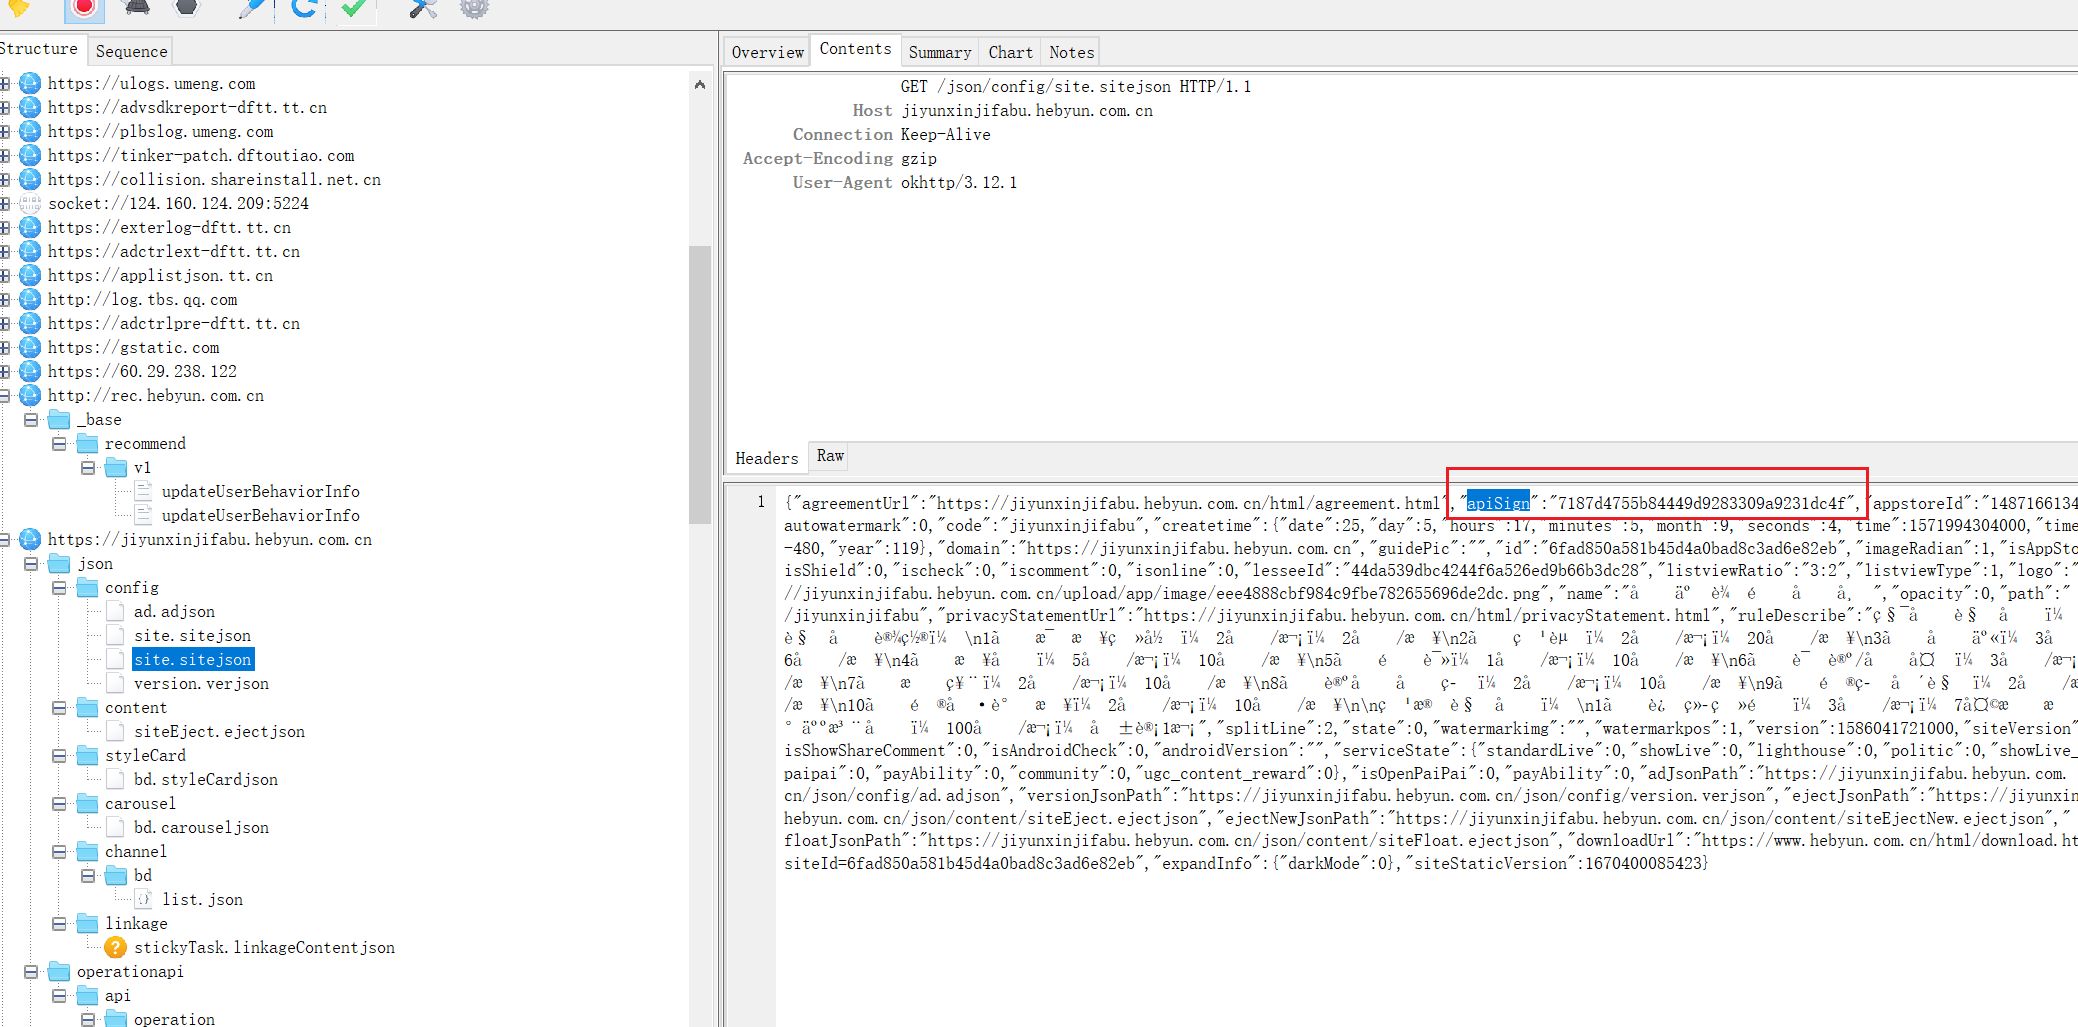 Structure
Sequence
https://ulogs.umeng.com
https://advsdkreport-dftt.tt.cn
https://plbslog.umeng.com
https://tinker-patch.dftoutiao.com
https://collision.shareinstall.net.cn
socket://124.160.124.209:5224
https://exterlog-dftt.tt.cn
https://adctrlext-dftt.tt.cn
https://applistjson.tt.cn
http://log.tbs.qq.com
https://adctrlpre-dftt.tt.cn
https://gstatic.com
https://60.29.238.122
http://rec.hebyun.com.cn
_base
recommend
v1
updateUserBehaviorInfo
updateUserBehaviorInfo
https://jiyunxinjifabu.hebyun.com.cn
json
config
ad.adjson
site.sitejson
site.sitejson
version.verjson
content
siteEject.ejectjson
styleCard
bd.styleCardjson
carousel
bd.carouseljson
channel
bd
list.json
linkage
stickyTask.linkageContentjson
operationapi
api
operation
Overview Contents Summary Chart Notes
GET /json/config/site.sitejson HTTP/1.1
Host jiyunxinjifabu.hebyun.com.cn
Connection Keep-Alive
Accept-Encoding gzip
User-Agent okhttp/3.12.1
Headers Raw
1 {"agreementUrl":"https://jiyunxinjifabu.hebyun.com.cn/html/agreement.html","apiSign":"7187d4755b84449d9283309a9231dc4f","appstoreId":"1487166134
autowatermark":0,"code":"jiyunxinjifabu","createtime":{"date":25,"day":5,"hours":17,"minutes":5,"month":9,"seconds":4,"time":1571994304000,"time
-480,"year":119},"domain":"https://jiyunxinjifabu.hebyun.com.cn","guidePic":"","id":"6fad850a581b45d4a0bad8c3ad6e82eb","imageRadian":1,"isAppSto
isShield":0,"ischeck":0,"iscomment":0,"isonline":0,"lesseeId":"44da539dbc4244f6a526ed9b66b3dc28","listviewRatio":"3:2","listviewType":1,"logo":"
//jiyunxinjifabu.hebyun.com.cn/upload/app/image/eee4888cbf984c9fbe782655696de2dc.png","name":"
","opacity":0,"path":"
/jiyunxinjifabu","privacyStatementUrl":"https://jiyunxinjifabu.hebyun.com.cn/html/privacyStatement.html","ruleDescribe":"
","splitLine":2,"state":0,"watermarkimg":"","watermarkpos":1,"version":1586041721000,"siteVersion
isShowShareComment":0,"isAndroidCheck":0,"androidVersion":"","serviceState":{"standardLive":0,"showLive":0,"lighthouse":0,"politic":0,"showLive_
paipai":0,"payAbility":0,"community":0,"ugc_content_reward":0},"isOpenPaiPai":0,"payAbility":0,"adJsonPath":"https://jiyunxinjifabu.hebyun.com.
cn/json/config/ad.adjson","versionJsonPath":"https://jiyunxinjifabu.hebyun.com.cn/json/config/version.verjson","ejectJsonPath":"https://jiyunxin
hebyun.com.cn/json/content/siteEject.ejectjson","ejectNewJsonPath":"https://jiyunxinjifabu.hebyun.com.cn/json/content/siteEjectNew.ejectjson","
floatJsonPath":"https://jiyunxinjifabu.hebyun.com.cn/json/content/siteFloat.ejectjson","downloadUrl":"https://www.hebyun.com.cn/html/download.ht
siteId=6fad850a581b45d4a0bad8c3ad6e82eb","expandInfo":{"darkMode":0},"siteStaticVersion":1670400085423}